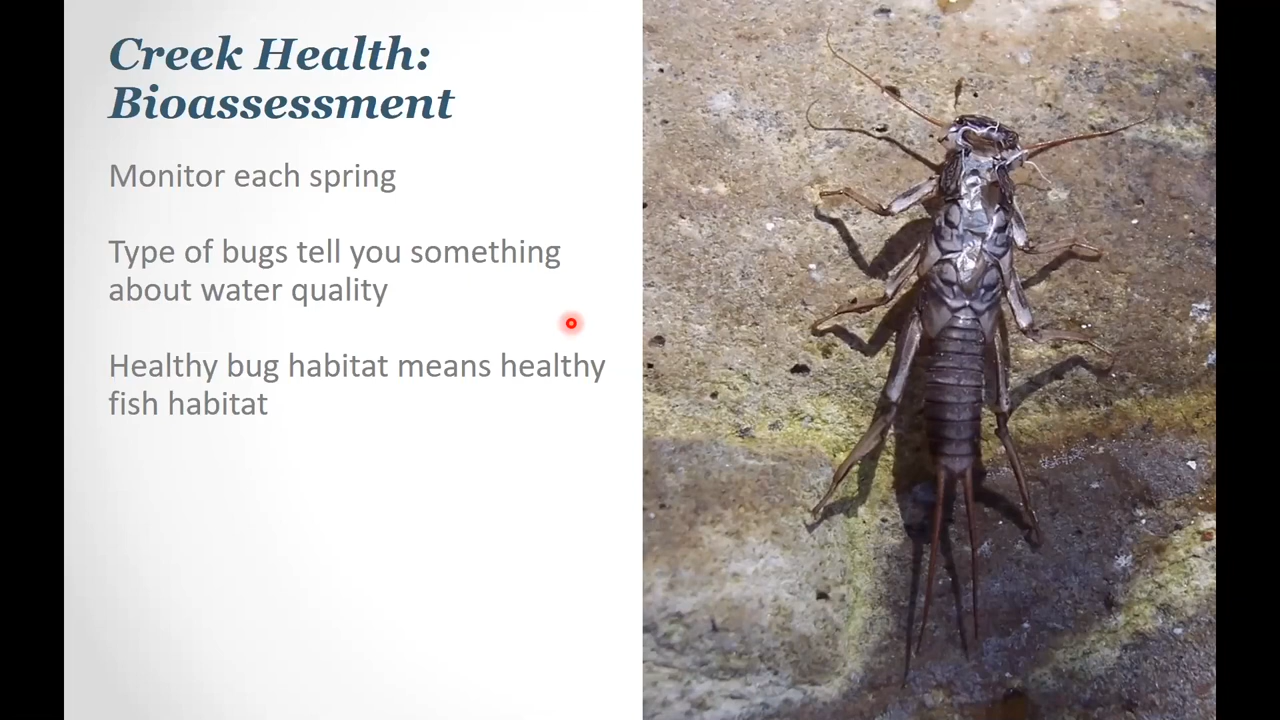 Creek Health:
Bioassessment
Monitor each spring
Type of bugs tell you something
about water quality
Healthy bug habitat means healthy
fish habitat